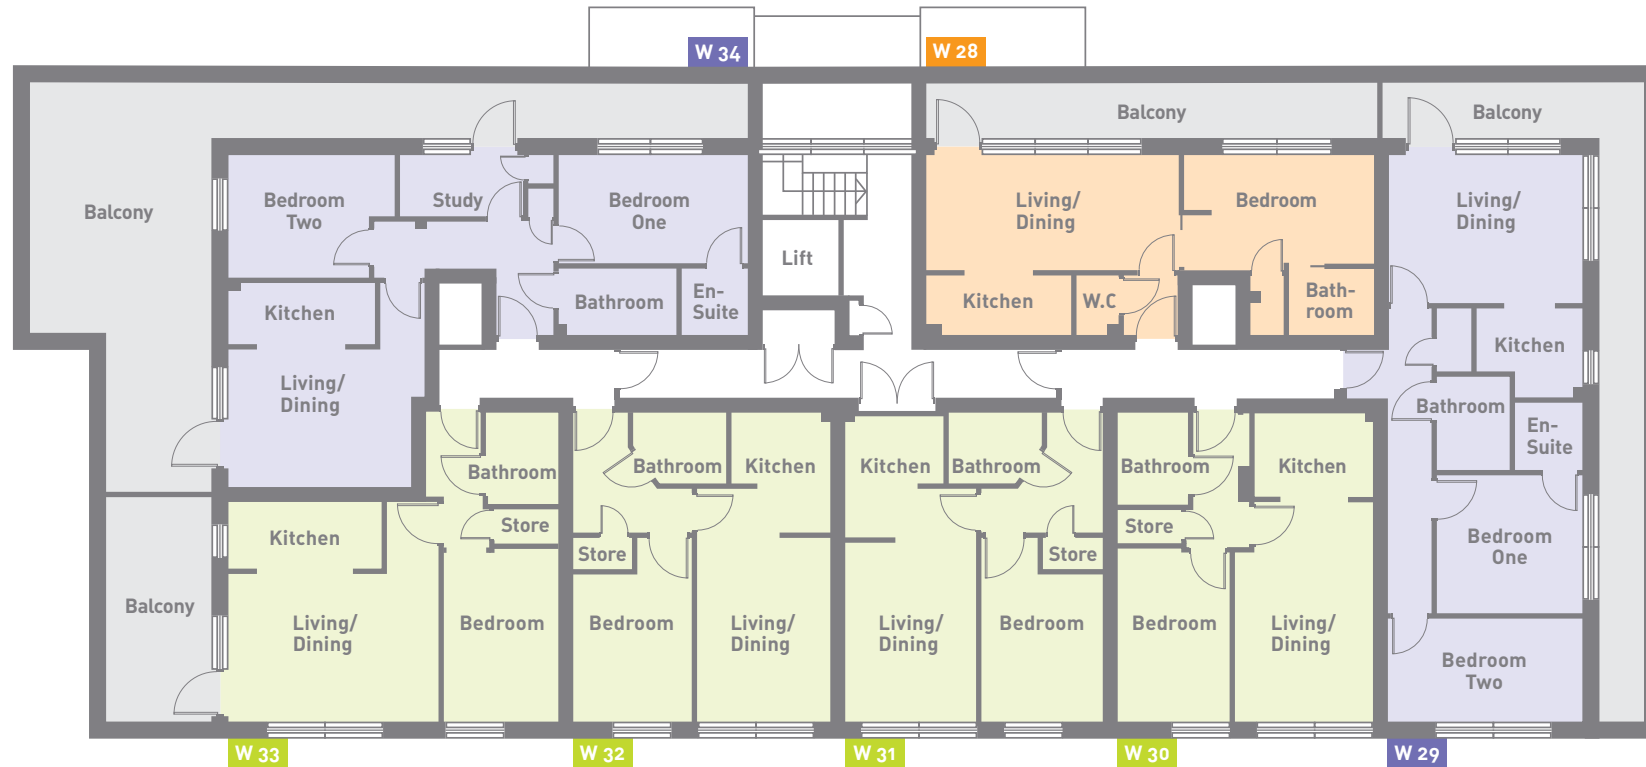 W 34
W 28
Balcony
Balcony
Balcony
Bedroom
Two
Study
Bedroom
One
Living/
Dining
Bedroom
Living/
Dining
Lift
Kitchen
Bathroom
En-
Suite
Kitchen
W.C
Bath-
room
Kitchen
Living/
Dining
Bathroom
En-
Suite
Bathroom
Bathroom
Kitchen
Kitchen
Bathroom
Bathroom
Kitchen
Kitchen
Store
Store
Store
Store
Bedroom
One
Balcony
Living/
Dining
Bedroom
Bedroom
Living/
Dining
Living/
Dining
Bedroom
Bedroom
Living/
Dining
Bedroom
Two
W 33
W 32
W 31
W 30
W 29